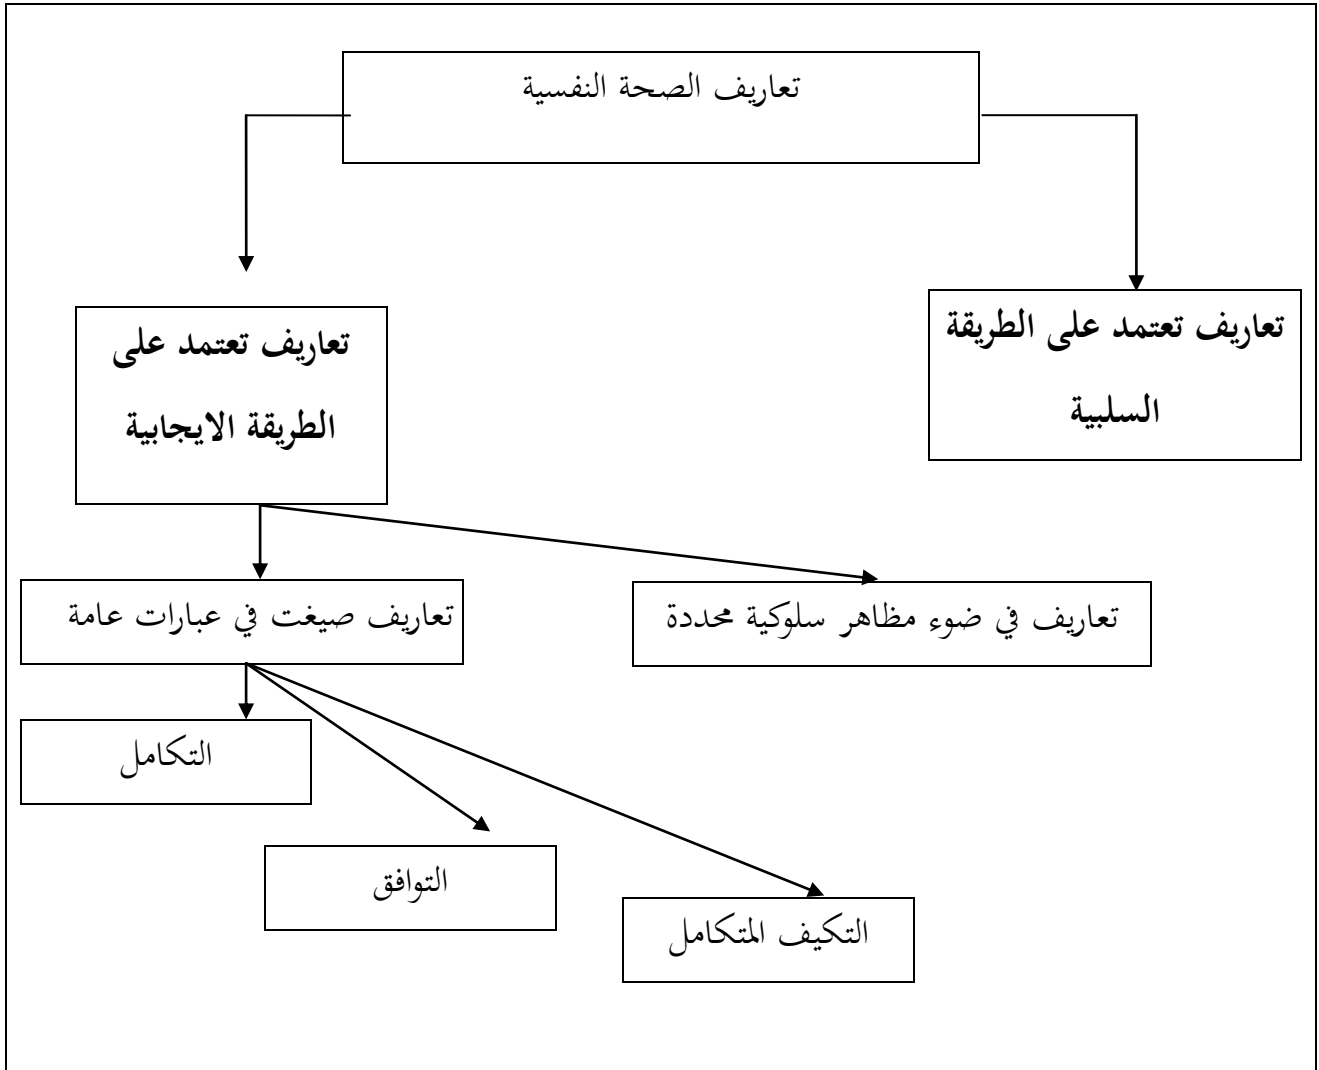 تعاريف الصحة النفسية
تعاريف تعتمد على الطريقة
السلبية
تعاريف تعتمد على
الطريقة الايجابية
تعاريف في ضوء مظاهر سلوكية محددة
تعاريف صيغت في عبارات عامة
التكامل
التوافق
التكيف المتكامل